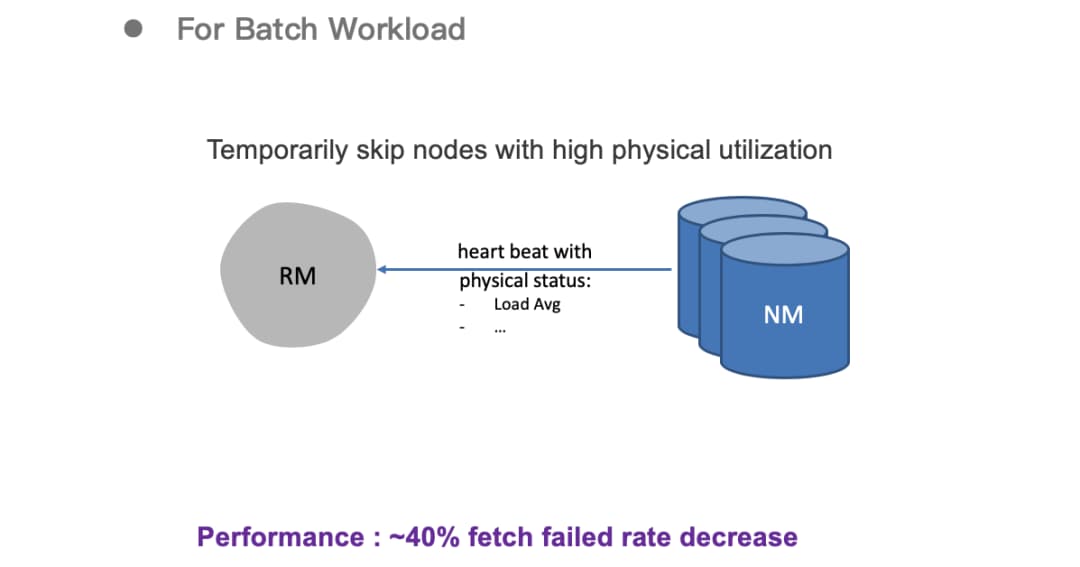 ● For Batch Workload
Temporarily skip nodes with high physical utilization
RM
heart beat with
physical status:
- Load Avg
- ...
NM
Performance : ~40% fetch failed rate decrease